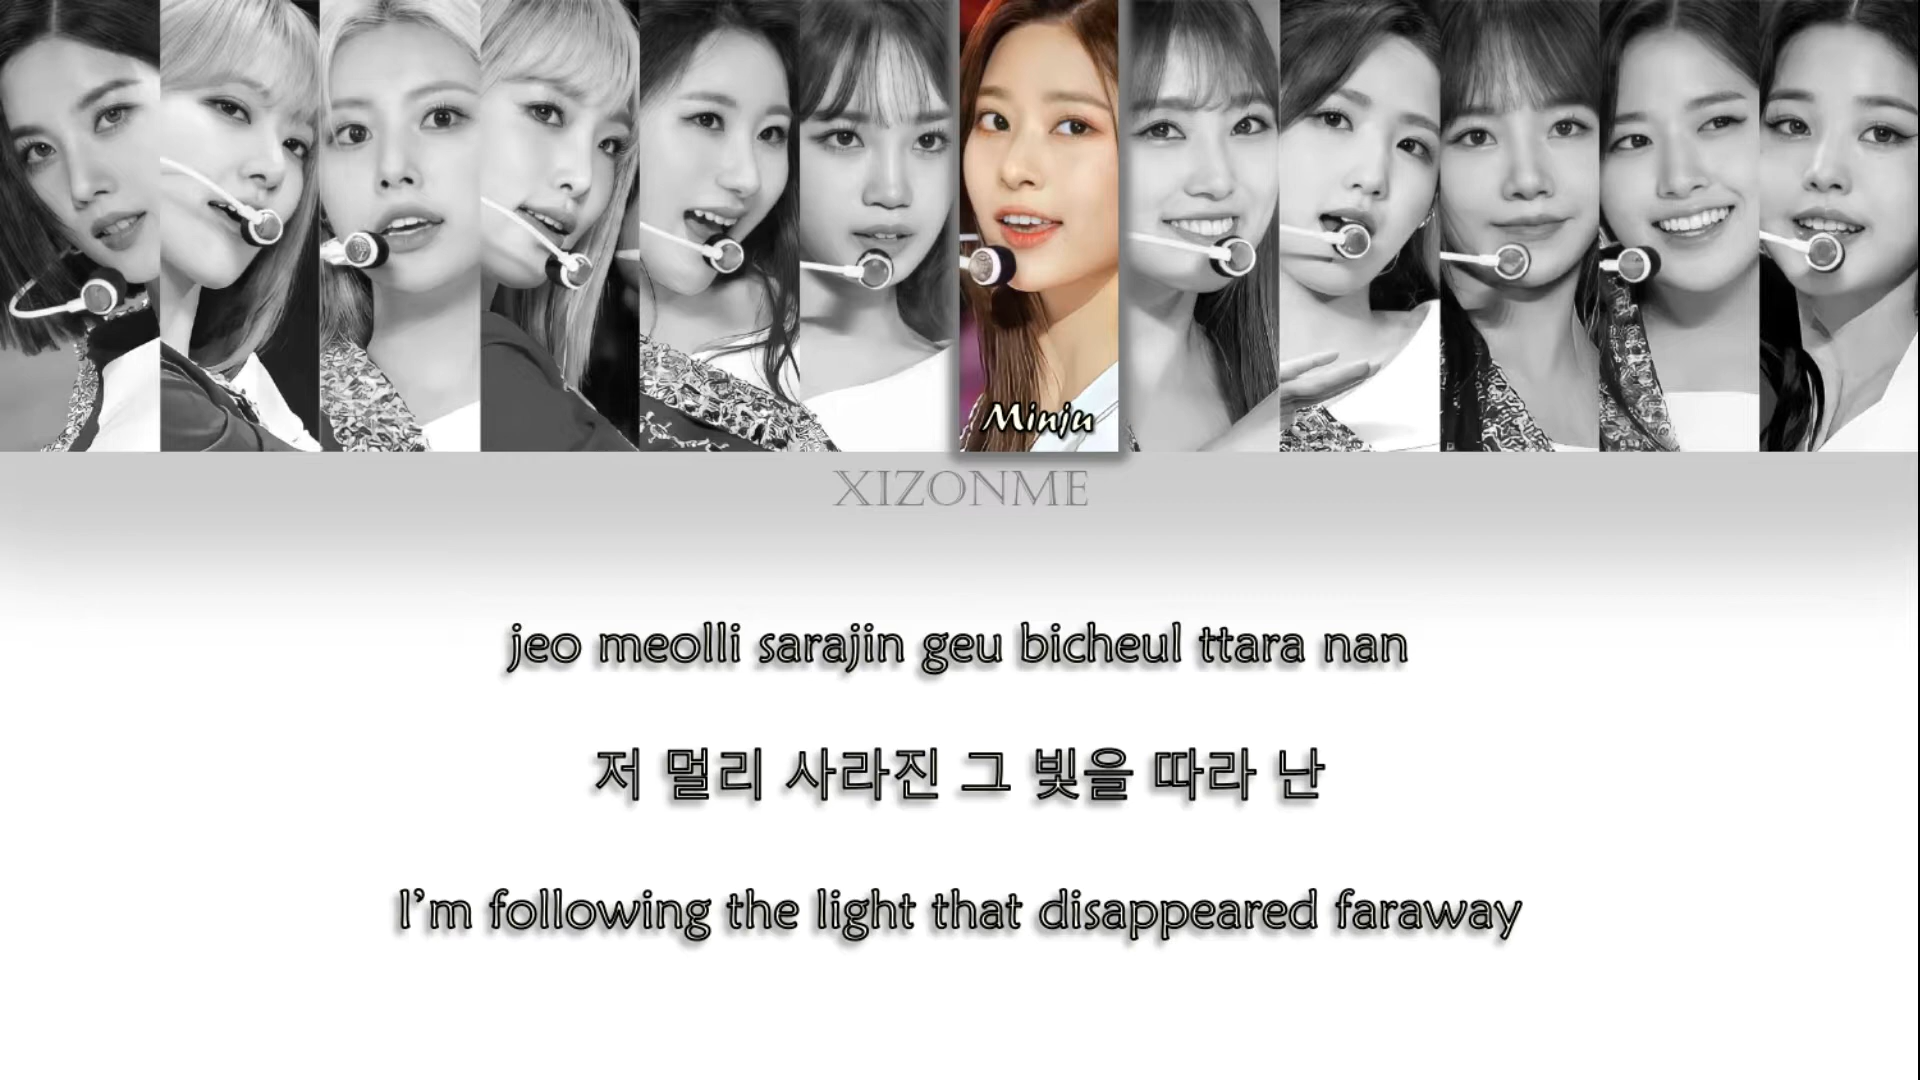 Minju
XIZONME
jeo meolli sarajin geu bicheul ttara nan
저 멀리 사라진 그 빛을 따라 난
I'm following the light that disappeared faraway